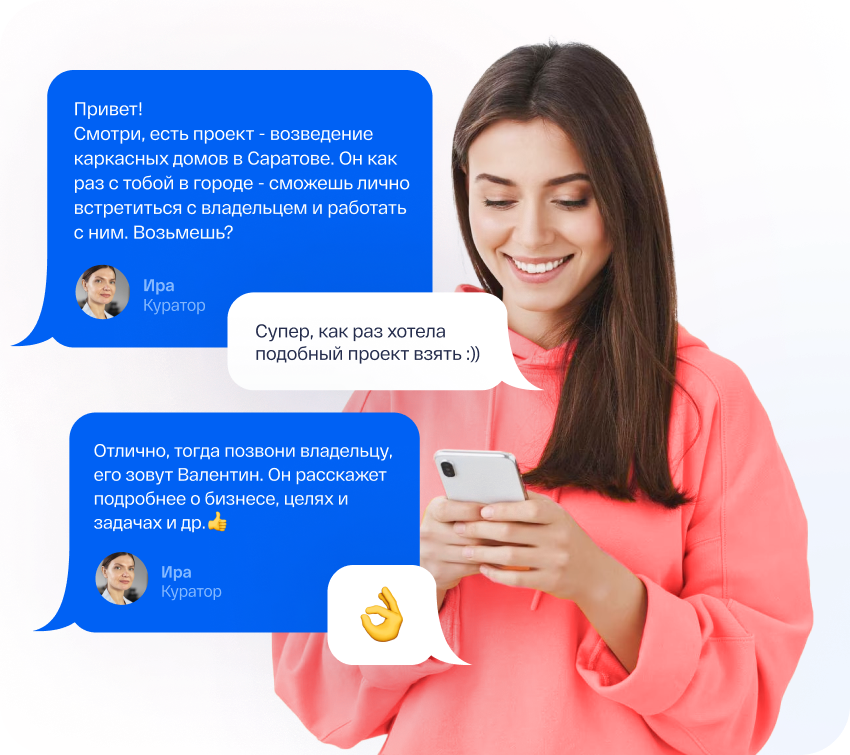 Привет!
Смотри, есть проект - возведение
каркасных домов в Саратове. Он как
раз с тобой в городе - сможешь лично
встретиться с владельцем и работать
с ним. Возьмешь?
Ира
Куратор
Супер, как раз хотела
подобный проект взять :))
Отлично, тогда позвони владельцу,
его зовут Валентин. Он расскажет
подробнее о бизнесе, целях и
задачах и др.👍
Ира
Куратор
👌